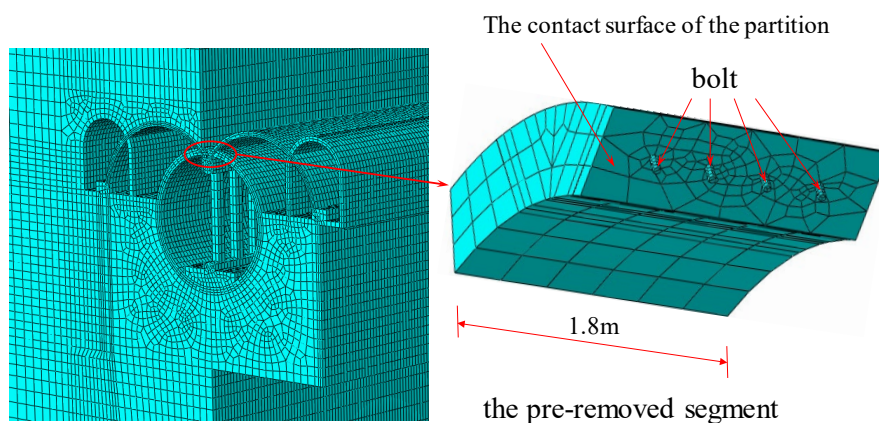 The contact surface of the partition
bolt
1.8m
the pre-removed segment